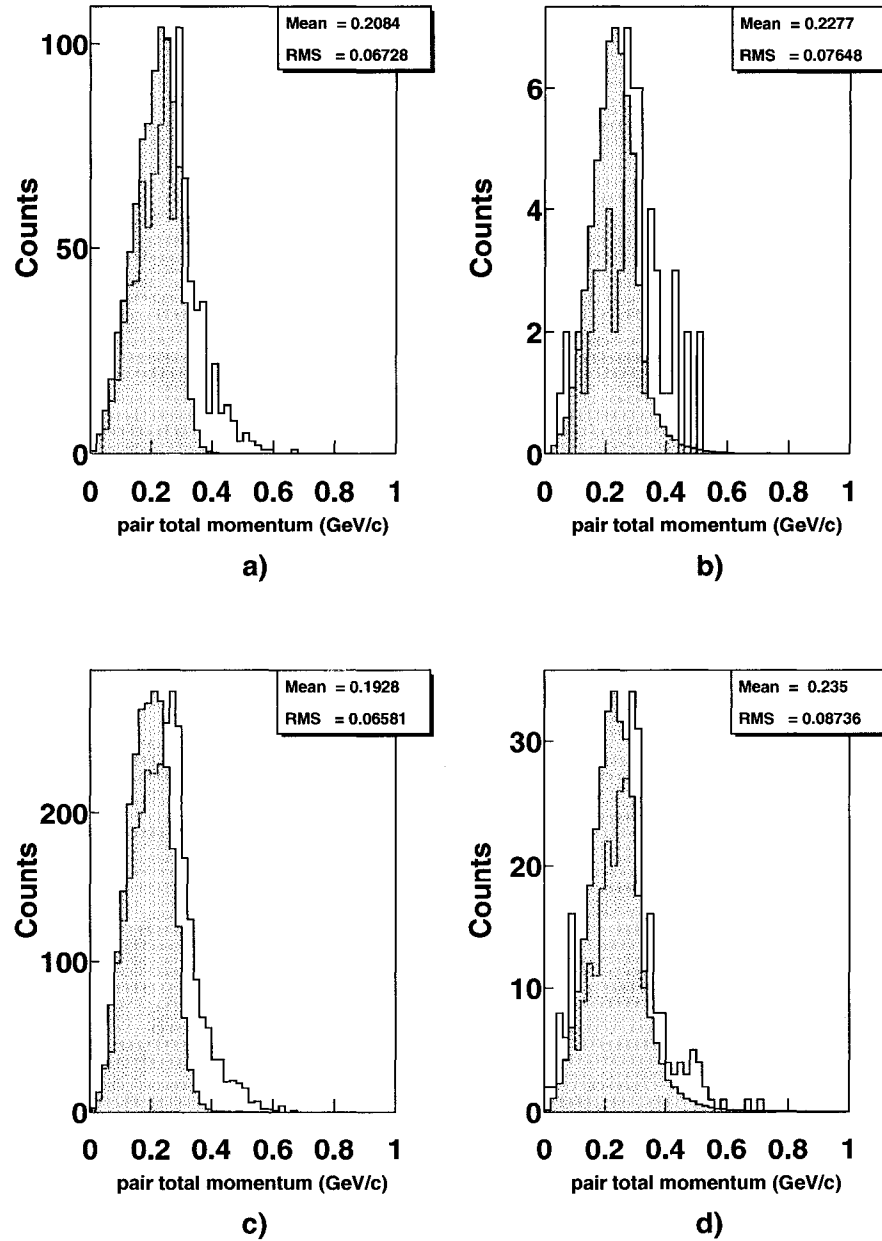 Mean = 0.2084
RMS = 0.06728
100
50
0
Counts
0 0.2 0.4 0.6 0.8 1
pair total momentum (GeV/c)
a)
Mean = 0.2277
RMS = 0.07648
6
4
2
0
Counts
0 0.2 0.4 0.6 0.8 1
pair total momentum (GeV/c)
b)
Mean = 0.1928
RMS = 0.06581
200
100
0
Counts
0 0.2 0.4 0.6 0.8 1
pair total momentum (GeV/c)
c)
Mean = 0.235
RMS = 0.08736
30
20
10
0
Counts
0 0.2 0.4 0.6 0.8 1
pair total momentum (GeV/c)
d)